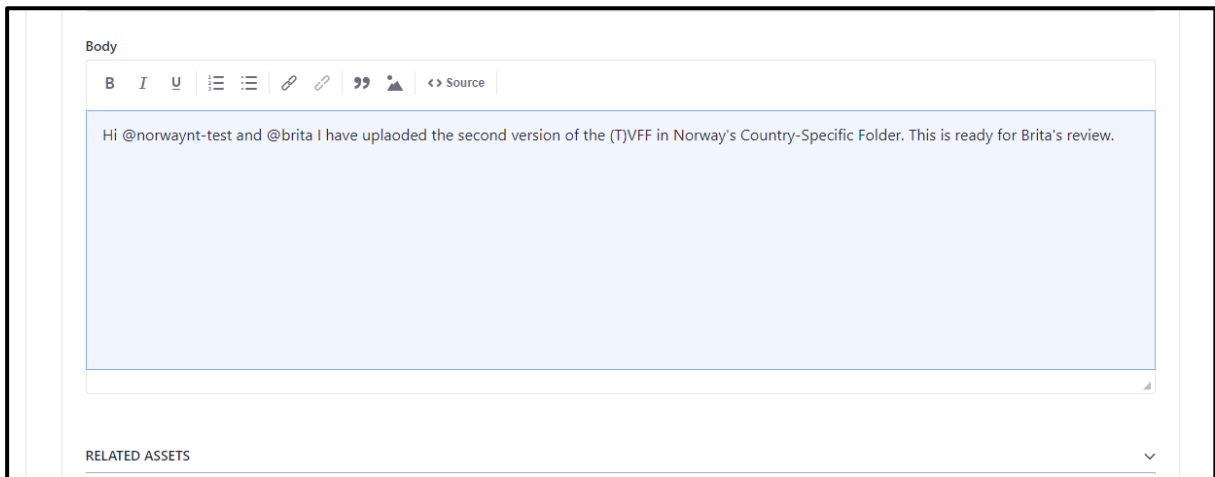 Body
B I U Source
Hi @norwaynt-test and @brita I have uplaoded the second version of the (T)VFF in Norway's Country-Specific Folder. This is ready for Brita's review.
RELATED ASSETS